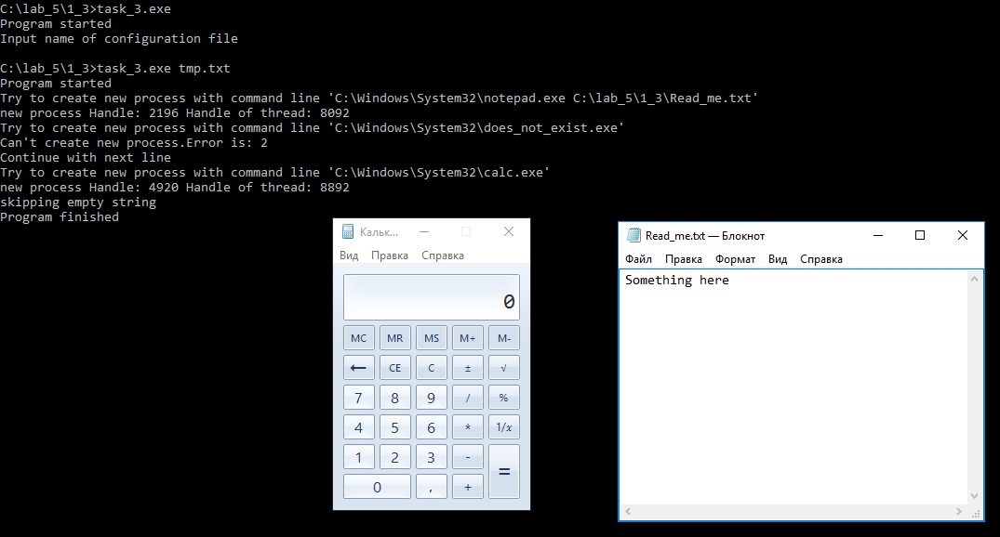 C:\lab_5\1_3>task_3.exe
Program started
Input name of configuration file
C:\lab_5\1_3>task_3.exe tmp.txt
Program started
Try to create new process with command line 'C:\Windows\System32\notepad.exe C:\lab_5\1_3\Read_me.txt'
new process Handle: 2196 Handle of thread: 8092
Try to create new process with command line 'C:\Windows\System32\does_not_exist.exe'
Can't create new process.Error is: 2
Continue with next line
Try to create new process with command line 'C:\Windows\System32\calc.exe'
new process Handle: 4920 Handle of thread: 8892
skipping empty string
Program finished
Кальк...
Вид Правка Справка
0
MC MR MS M+ M-
← CE C ± √
7 8 9 / %
4 5 6 * 1/x
1 2 3 - =
0 , +
Read_me.txt — Блокнот
Файл Правка Формат Вид Справка
Something here